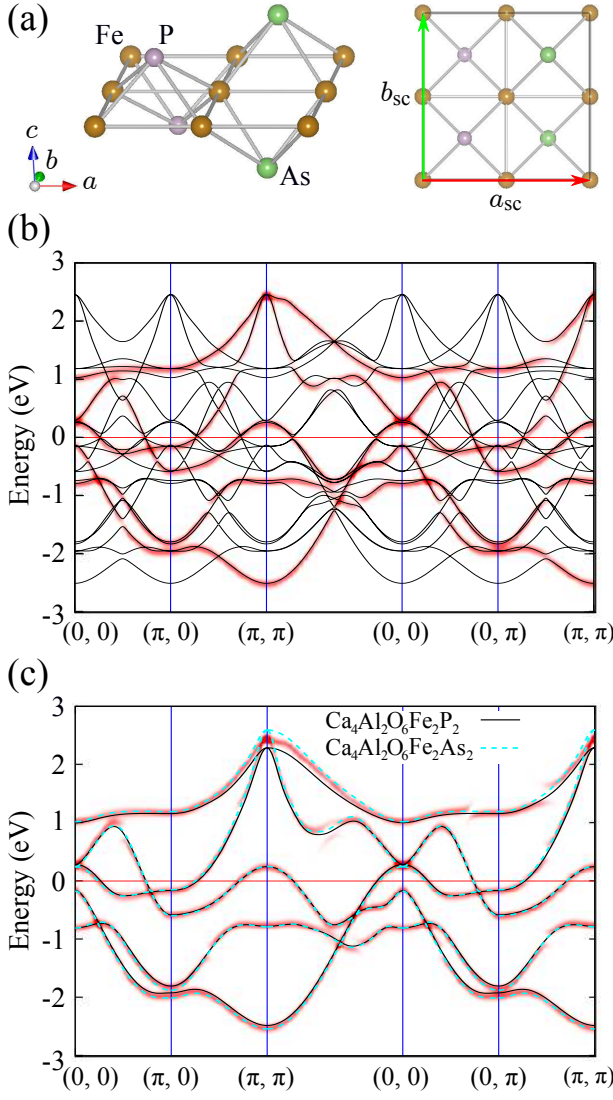 (a)
Fe P
As
c
b
a
b_sc
a_sc
(b)
3
2
1
0
-1
-2
-3
Energy (eV)
(0, 0) (π, 0) (π, π) (0, 0) (0, π) (π, π)
(c)
3
2
1
0
-1
-2
-3
Energy (eV)
Ca₄Al₂O₆Fe₂P₂
Ca₄Al₂O₆Fe₂As₂
(0, 0) (π, 0) (π, π) (0, 0) (0, π) (π, π)